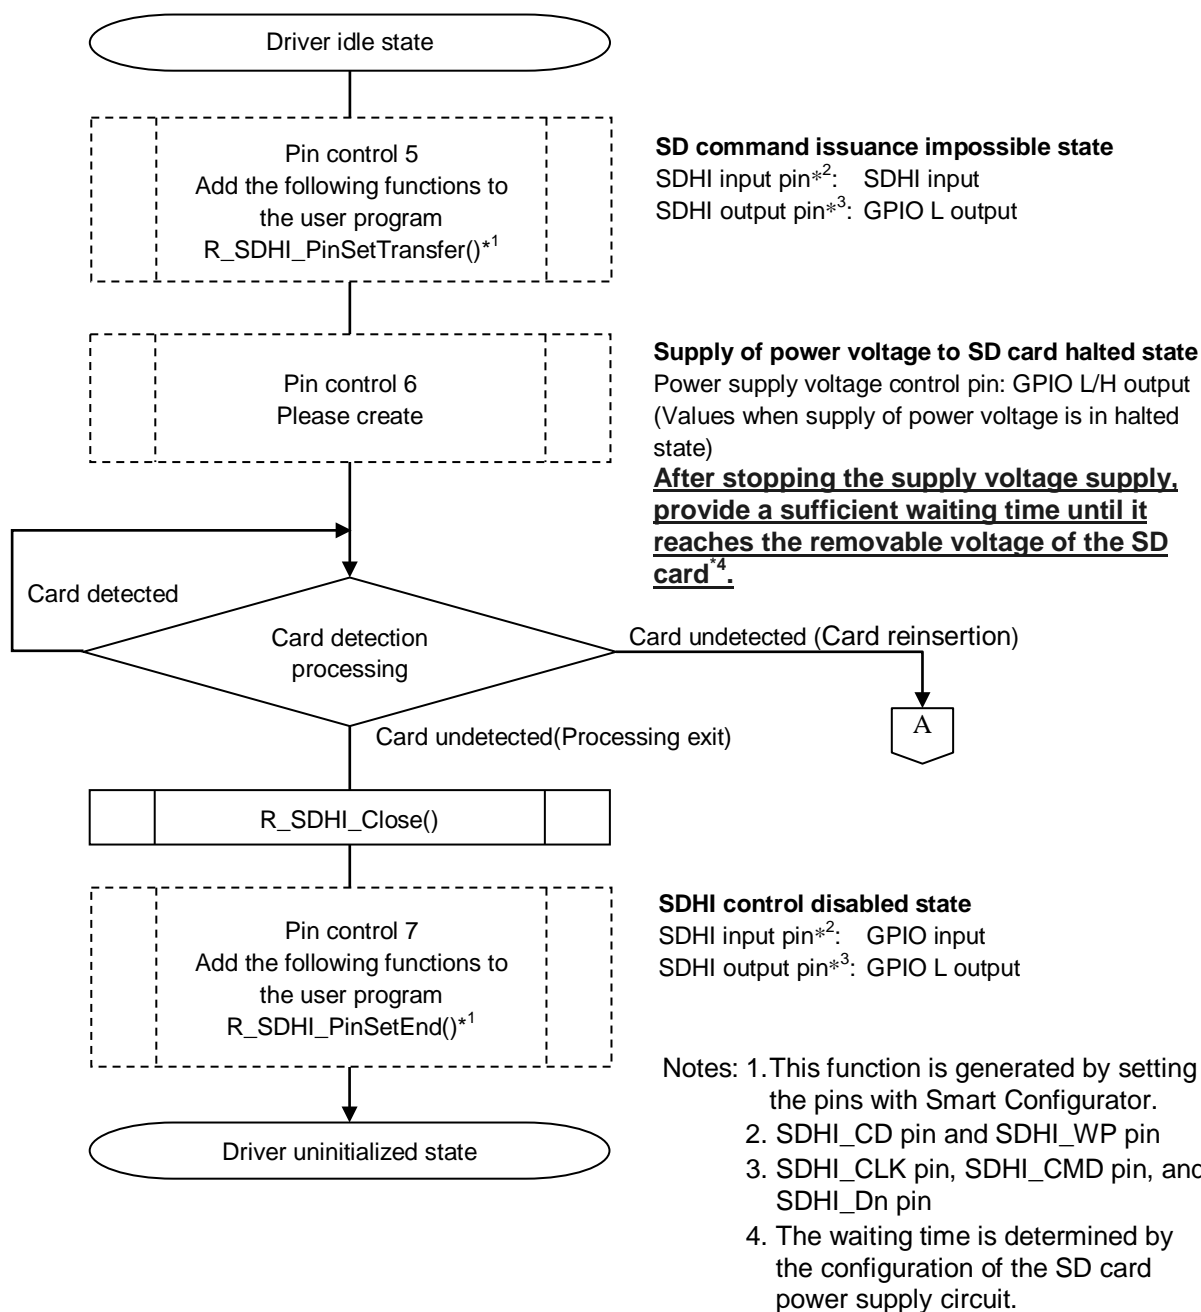 Driver idle state
Pin control 5
Add the following functions to
the user program
R_SDHI_PinSetTransfer()*1
SD command issuance impossible state
SDHI input pin*2: SDHI input
SDHI output pin*3: GPIO L output
Pin control 6
Please create
Supply of power voltage to SD card halted state
Power supply voltage control pin: GPIO L/H output
(Values when supply of power voltage is in halted
state)
After stopping the supply voltage supply,
provide a sufficient waiting time until it
reaches the removable voltage of the SD
card*4.
Card detected
Card detection
processing
Card undetected (Card reinsertion)
A
Card undetected(Processing exit)
R_SDHI_Close()
Pin control 7
Add the following functions to
the user program
R_SDHI_PinSetEnd()*1
SDHI control disabled state
SDHI input pin*2: GPIO input
SDHI output pin*3: GPIO L output
Driver uninitialized state
Notes: 1.This function is generated by setting
the pins with Smart Configurator.
2. SDHI_CD pin and SDHI_WP pin
3. SDHI_CLK pin, SDHI_CMD pin, and
SDHI_Dn pin
4. The waiting time is determined by
the configuration of the SD card
power supply circuit.